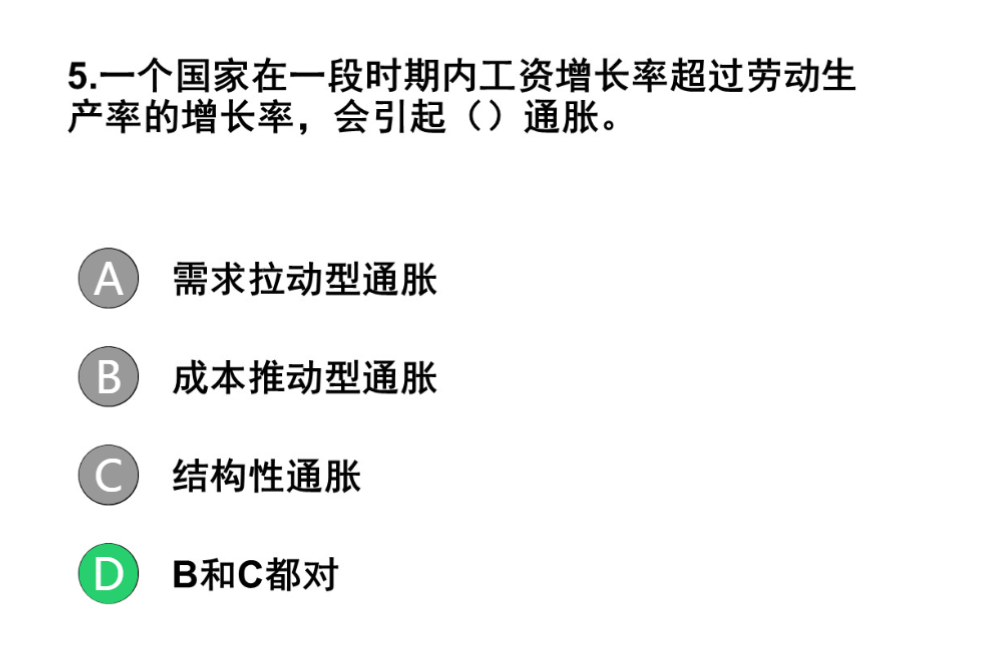 5.一个国家在一段时期内工资增长率超过劳动生
产率的增长率，会引起（）通胀。
A 需求拉动型通胀
B 成本推动型通胀
C 结构性通胀
D B和C都对